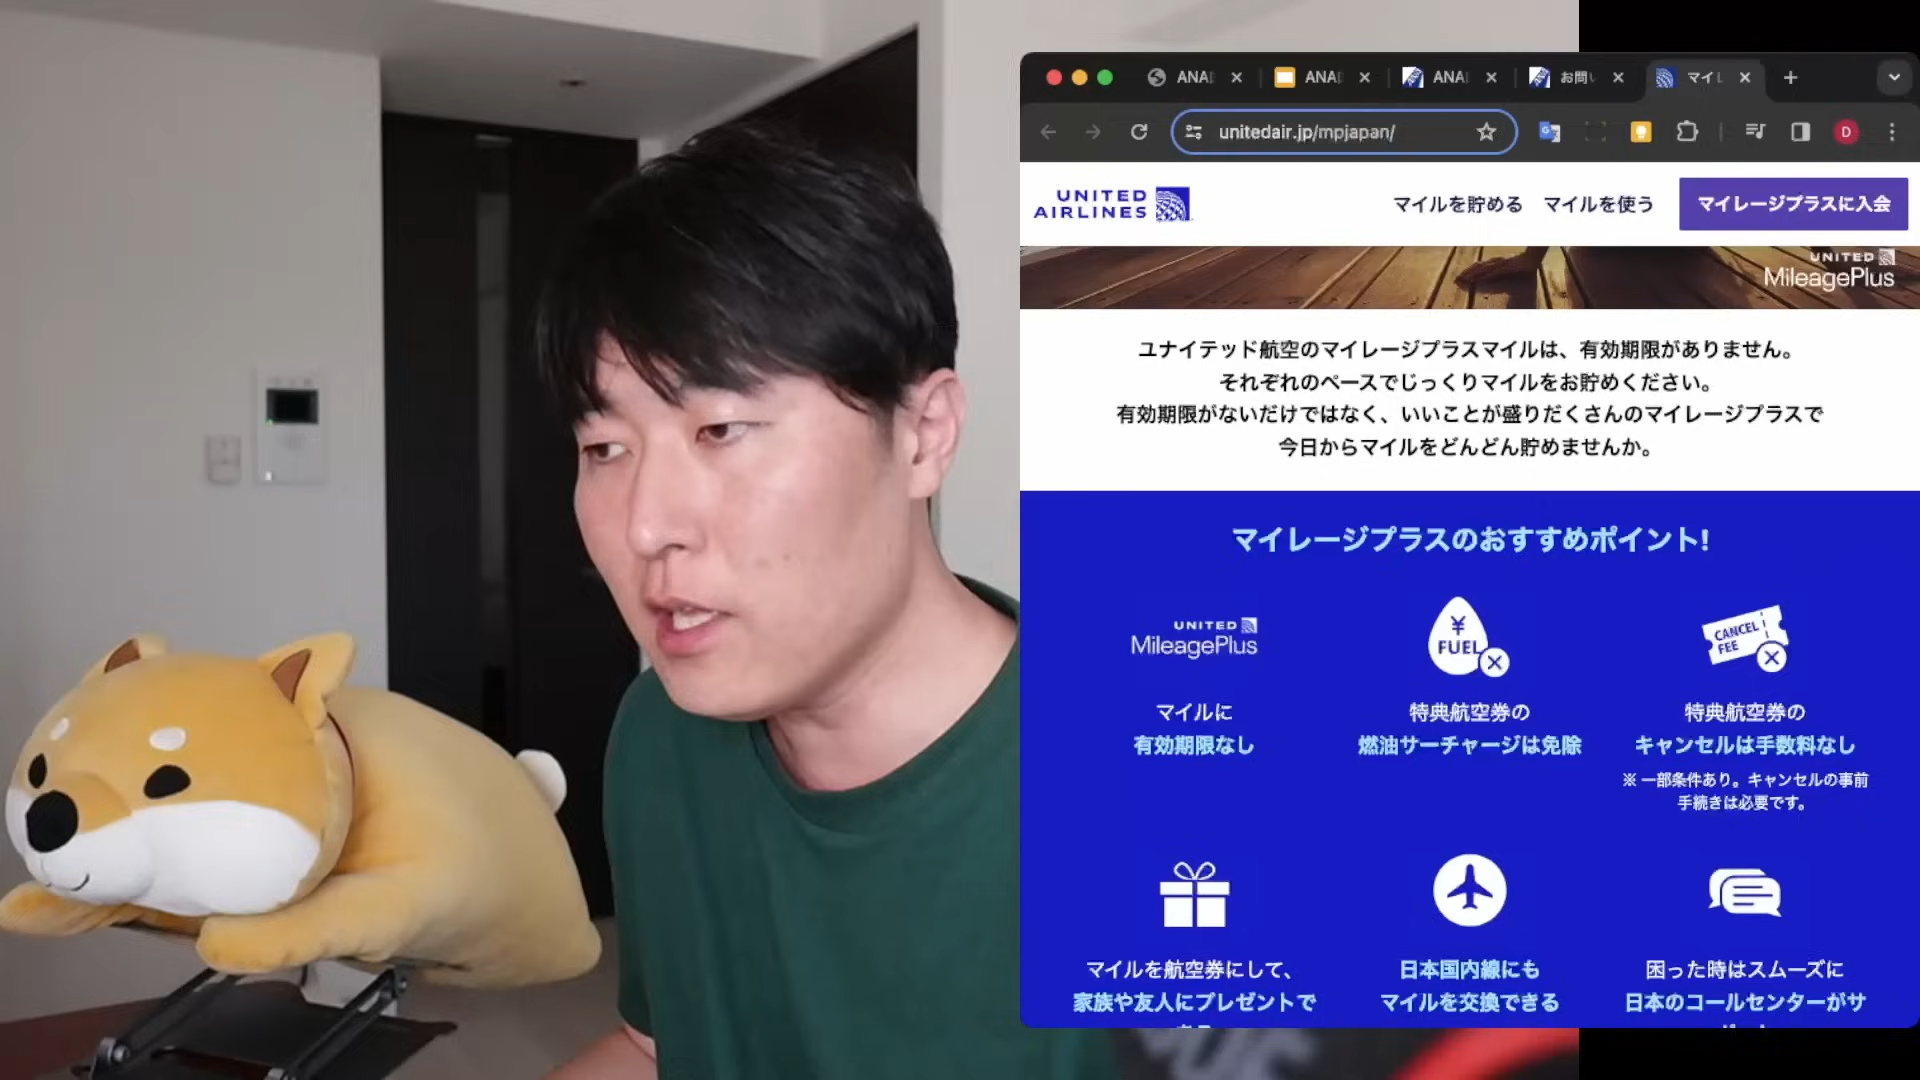 ANA
ANA
ANA
お問い
マイレ
unitedair.jp/mpjapan/
D
UNITED
AIRLINES
マイルを貯める マイルを使う マイレージプラスに入会
UNITED
MileagePlus
ユナイテッド航空のマイレージプラスマイルは、有効期限がありません。
それぞれのペースでじっくりマイルをお貯めください。
有効期限がないだけではなく、いいことが盛りだくさんのマイレージプラスで
今日からマイルをどんどん貯めませんか。
マイレージプラスのおすすめポイント!
UNITED
MileagePlus
マイルに
有効期限なし
¥
FUEL
特典航空券の
燃油サーチャージは免除
CANCEL
FEE
特典航空券の
キャンセルは手数料なし
※ 一部条件あり。キャンセルの事前
手続きは必要です。
マイルを航空券にして、
家族や友人にプレゼントで
日本国内線にも
マイルを交換できる
困った時はスムーズに
日本のコールセンターがサ